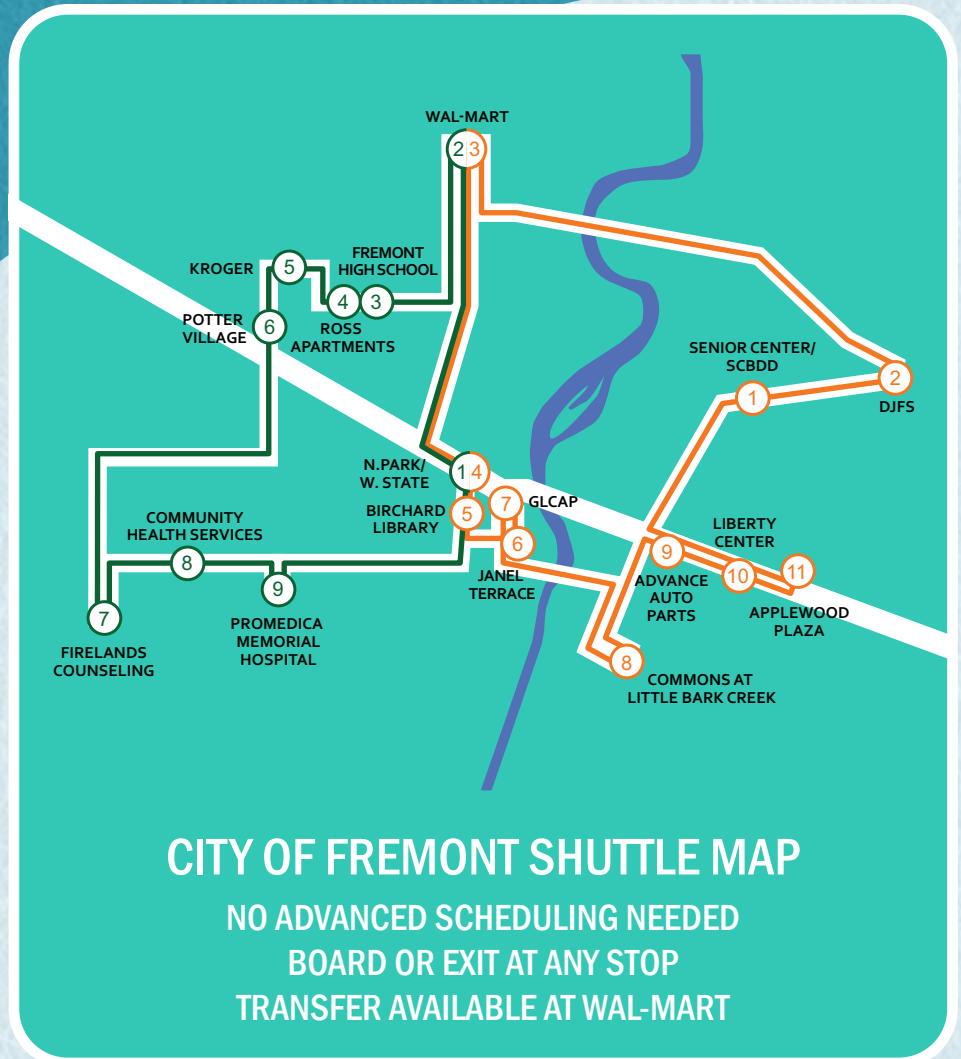 WAL-MART
2 3
FREMONT
HIGH SCHOOL
KROGER
5
4 3
ROSS
APARTMENTS
POTTER
VILLAGE
6
SENIOR CENTER/
SCBDD
1
2
DJFS
N.PARK/
W. STATE
1 4
BIRCHARD
LIBRARY
5
7
GLCAP
6
JANEL
TERRACE
COMMUNITY
HEALTH SERVICES
8
9
PROMEDICA
MEMORIAL
HOSPITAL
7
FIRELANDS
COUNSELING
9
ADVANCE
AUTO
PARTS
LIBERTY
CENTER
10
11
APPLEWOOD
PLAZA
8
COMMONS AT
LITTLE BARK CREEK
CITY OF FREMONT SHUTTLE MAP
NO ADVANCED SCHEDULING NEEDED
BOARD OR EXIT AT ANY STOP
TRANSFER AVAILABLE AT WAL-MART